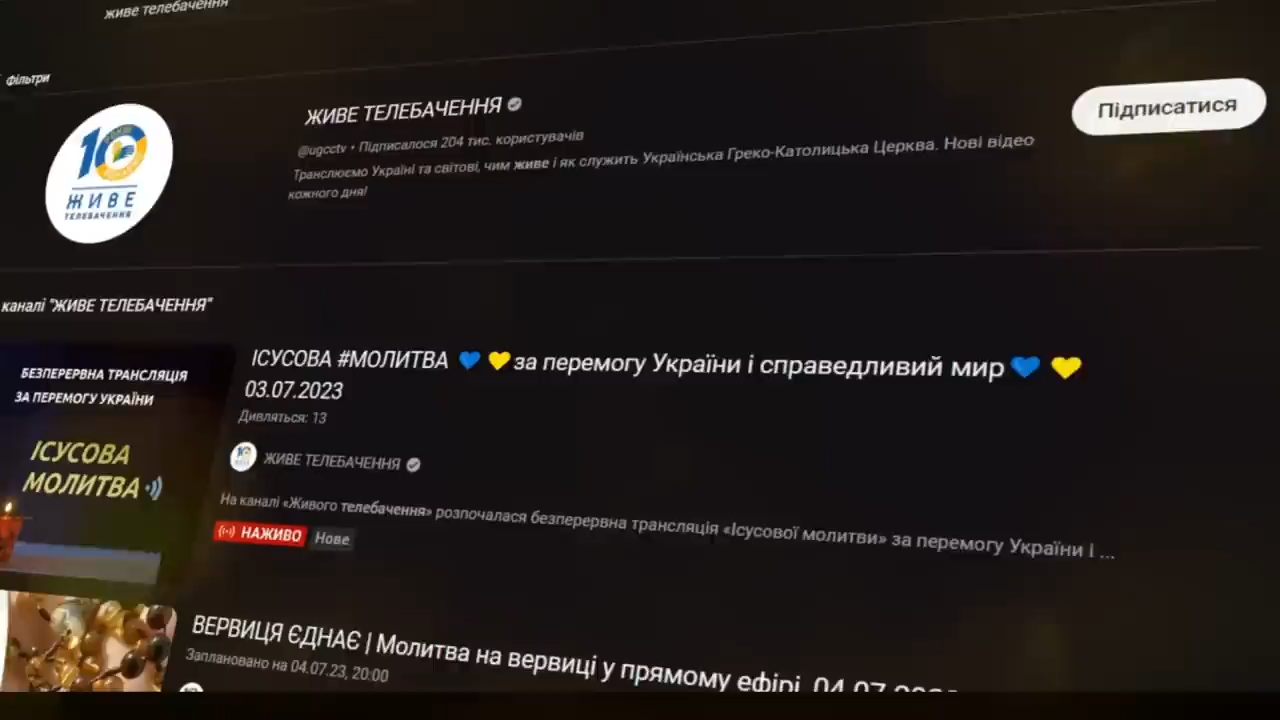 живе телебачення
Фільтри
ЖИВЕ
ТЕЛЕБАЧЕННЯ
ЖИВЕ ТЕЛЕБАЧЕННЯ
@ugcctv • Підписалося 204 тис. користувачів
Транслюємо Україні та світові, чим живе і як служить Українська Греко-Католицька Церква. Нові відео
кожного дня!
Підписатися
каналі "ЖИВЕ ТЕЛЕБАЧЕННЯ"
БЕЗПЕРЕРВНА ТРАНСЛЯЦІЯ
ЗА ПЕРЕМОГУ УКРАЇНИ
ІСУСОВА
МОЛИТВА
ІСУСОВА #МОЛИТВА 💙 💛за перемогу України і справедливий мир💙 💛
03.07.2023
Дивляться: 13
ЖИВЕ ТЕЛЕБАЧЕННЯ
На каналі «Живого телебачення» розпочалася безперервна трансляція «Ісусової молитви» за перемогу України і ...
НАЖИВО Нове
ВЕРВИЦЯ ЄДНАЄ | Молитва на вервиці у прямому ефірі 04.07
Заплановано на 04.07.23, 20:00